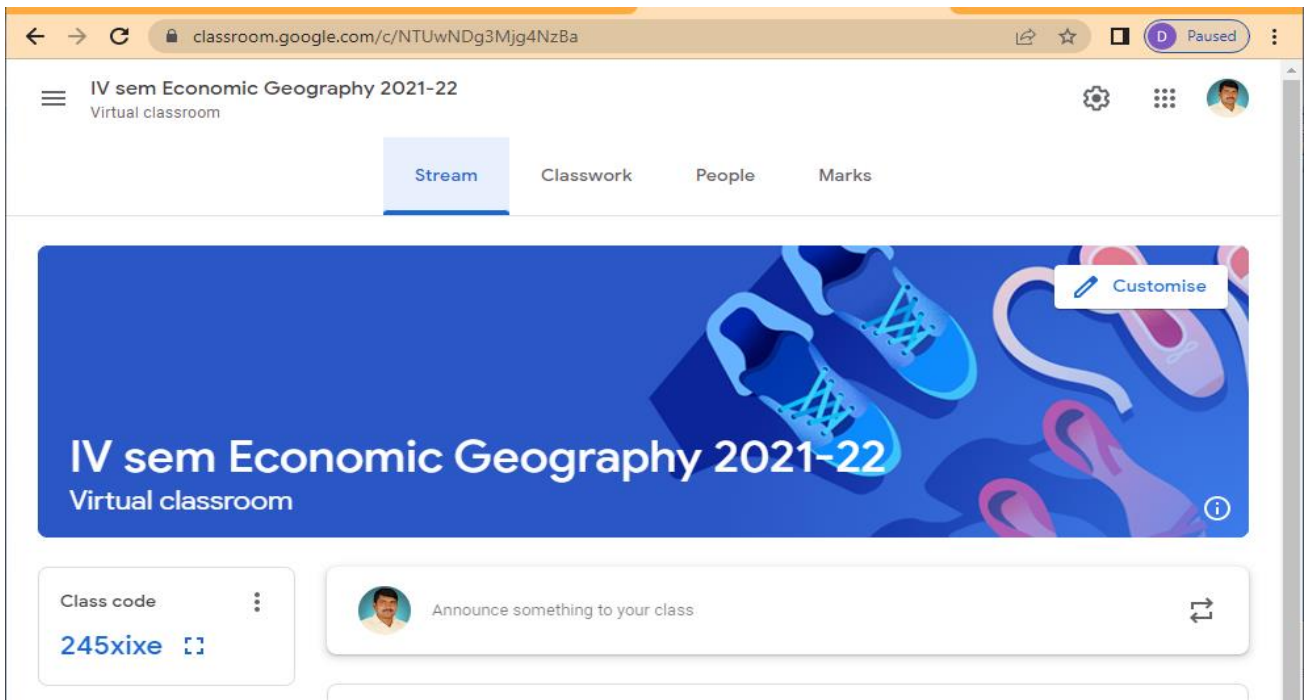 classroom.google.com/c/NTUwNDg3Mjg4NzBa
D Paused
IV sem Economic Geography 2021-22
Virtual classroom
Stream Classwork People Marks
Customise
IV sem Economic Geography 2021-22
Virtual classroom
Class code
Announce something to your class
245xixe